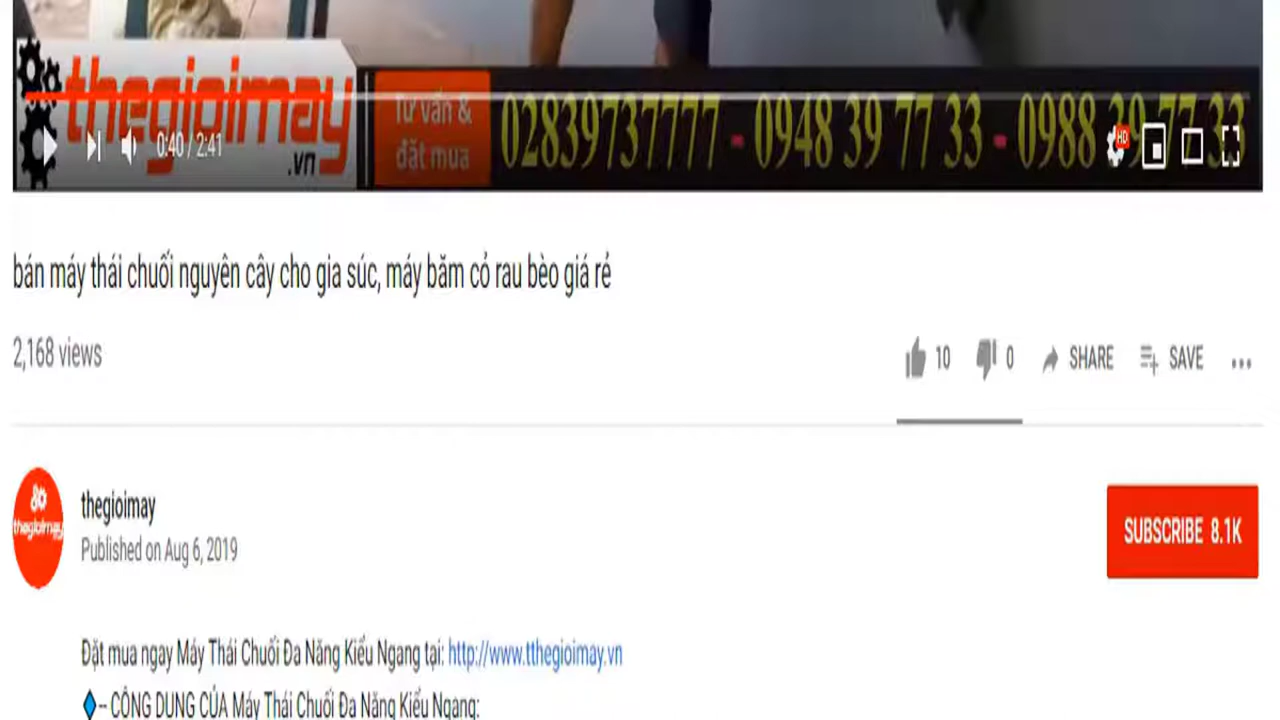 thegioimay
.vn
Tư vấn &
đặt mua
02839737777 - 0948 39 77 33 - 0988 39 77 33
HD
0:40 / 2:41
bán máy thái chuối nguyên cây cho gia súc, máy băm cỏ rau bèo giá rẻ
2,168 views
10 0 SHARE SAVE
thegioimay
thegioimay
Published on Aug 6, 2019
SUBSCRIBE 8.1K
Đặt mua ngay Máy Thái Chuối Đa Năng Kiểu Ngang tại: http://www.tthegioimay.vn
-- CÔNG DỤNG CỦA Máy Thái Chuối Đa Năng Kiểu Ngang: